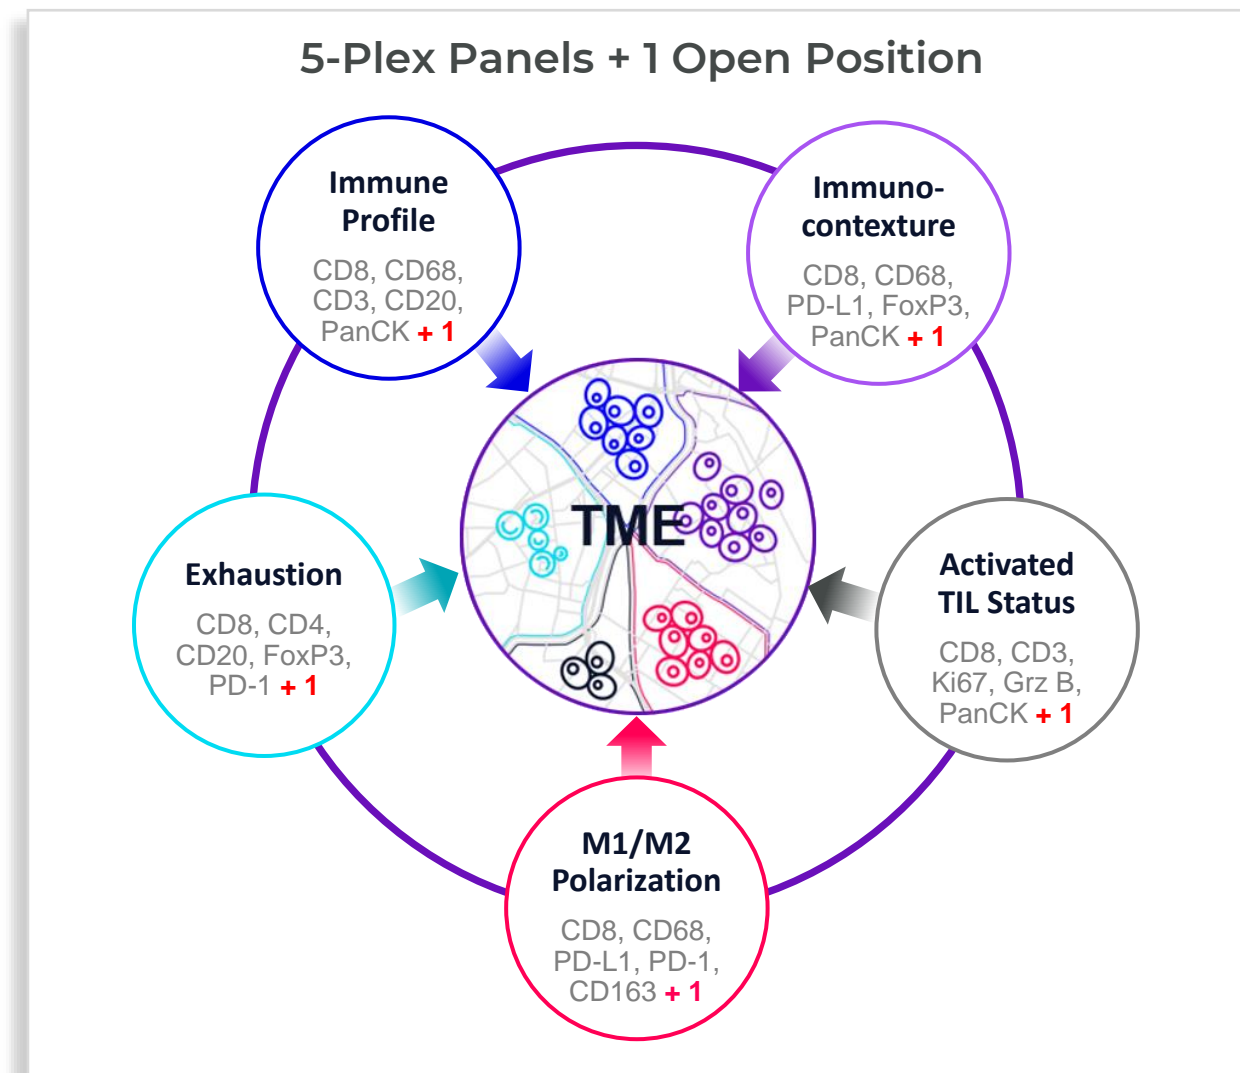 5-Plex Panels + 1 Open Position
Immune
Profile
CD8, CD68,
CD3, CD20,
PanCK + 1
Immuno-
contexture
CD8, CD68,
PD-L1, FoxP3,
PanCK + 1
TME
Exhaustion
CD8, CD4,
CD20, FoxP3,
PD-1 + 1
Activated
TIL Status
CD8, CD3,
Ki67, Grz B,
PanCK + 1
M1/M2
Polarization
CD8, CD68,
PD-L1, PD-1,
CD163 + 1